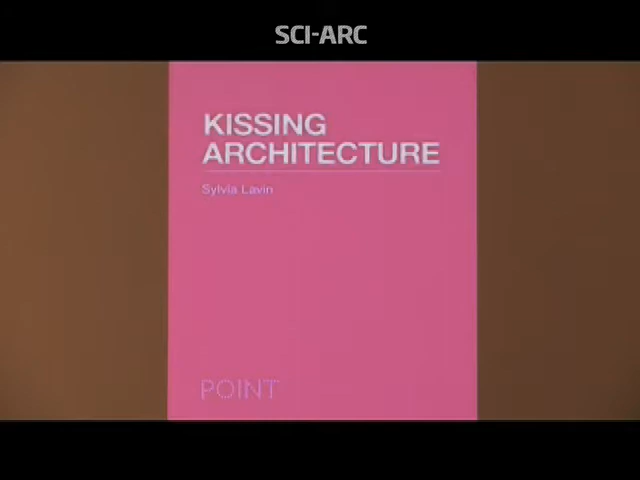 SCI-ARC
KISSING
ARCHITECTURE
Sylvia Lavin
POINT